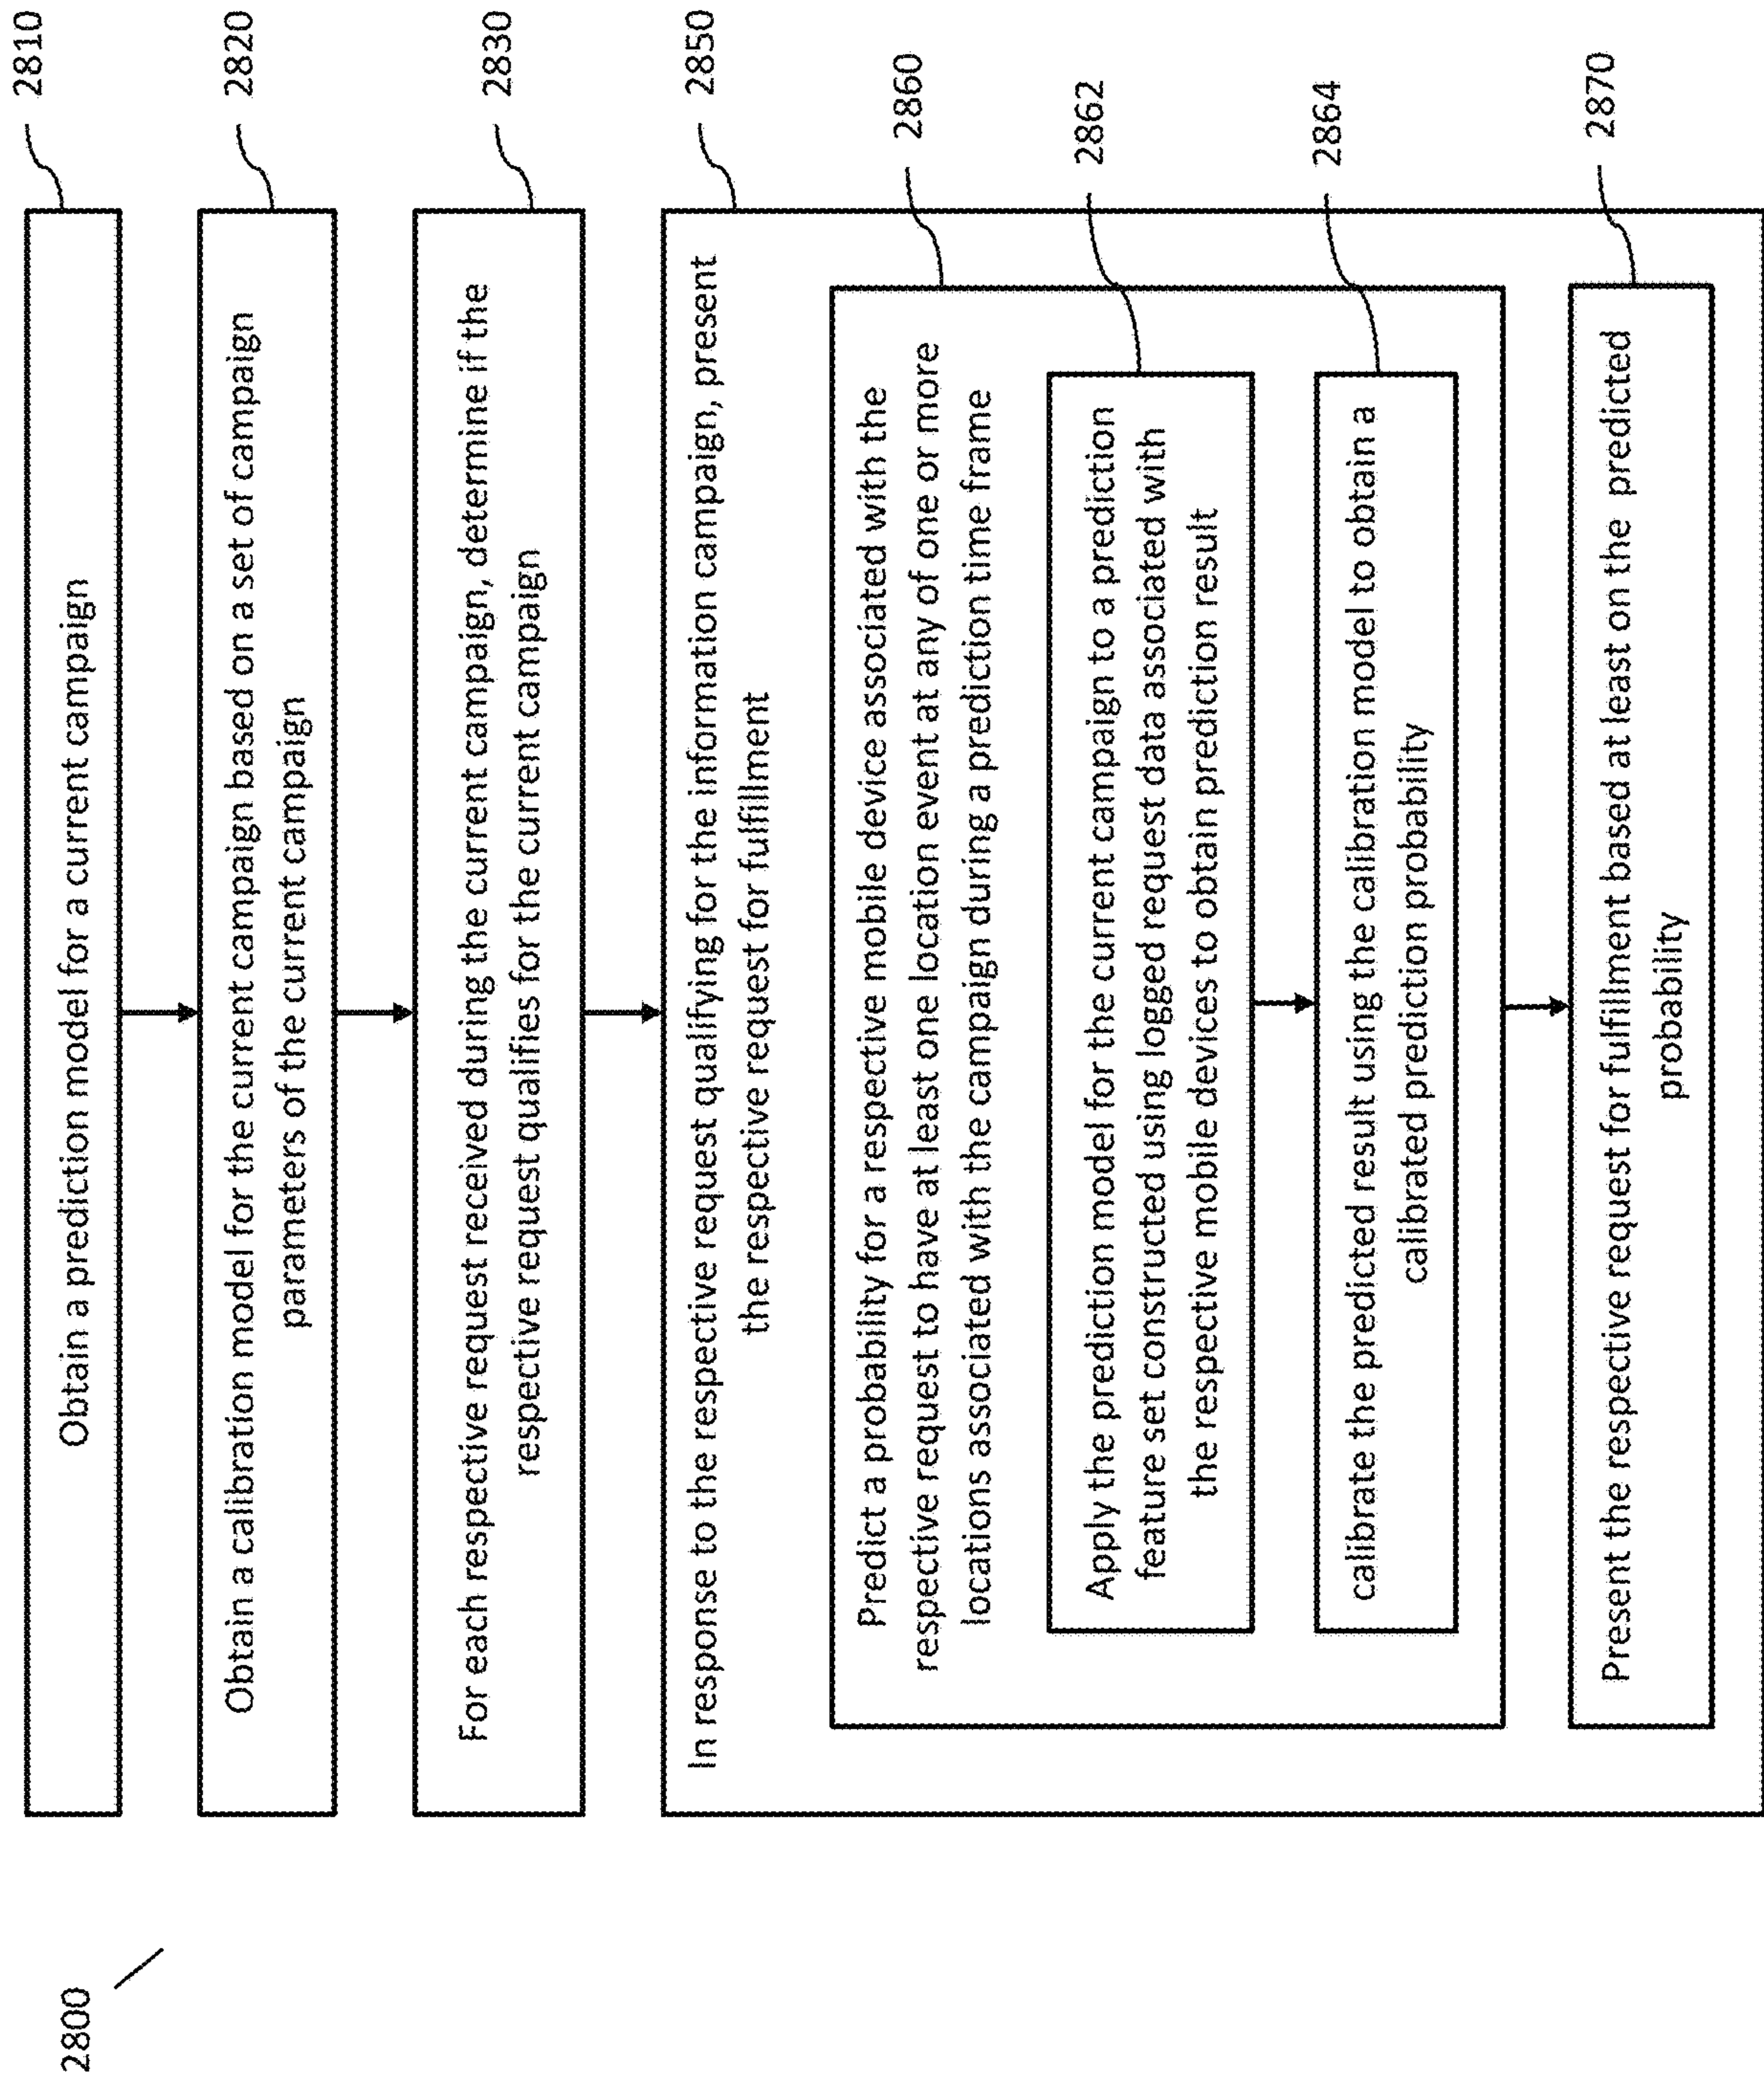 2800
Obtain a prediction model for a current campaign
2810
Obtain a calibration model for the current campaign based on a set of campaign
parameters of the current campaign
2820
For each respective request received during the current campaign, determine if the
respective request qualifies for the current campaign
2830
In response to the respective request qualifying for the information campaign, present
the respective request for fulfillment
2850
Predict a probability for a respective mobile device associated with the
respective request to have at least one location event at any of one or more
locations associated with the campaign during a prediction time frame
2860
Apply the prediction model for the current campaign to a prediction
feature set constructed using logged request data associated with
the respective mobile devices to obtain prediction result
2862
calibrate the predicted result using the calibration model to obtain a
calibrated prediction probability
2864
Present the respective request for fulfillment based at least on the predicted
probability
2870